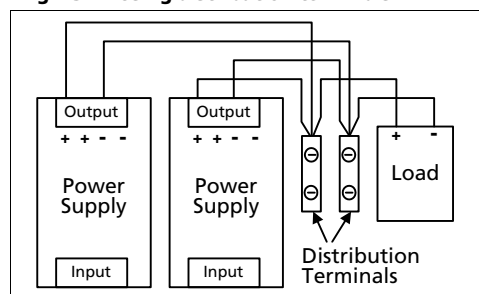 Output
+ + - -
Power
Supply
Input
Output
+ + - -
Power
Supply
Input
+ -
Load
Distribution
Terminals